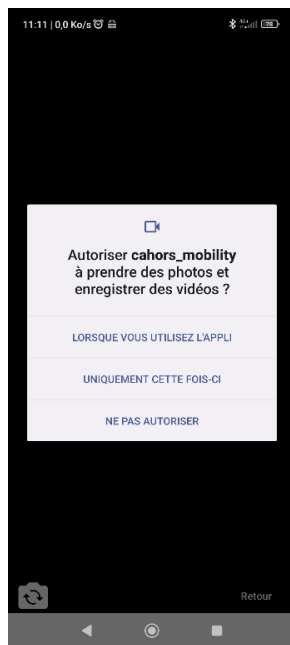 11:11 | 0,0 Ko/s
78
Autoriser cahors_mobility
à prendre des photos et
enregistrer des vidéos ?
LORSQUE VOUS UTILISEZ L'APPLI
UNIQUEMENT CETTE FOIS-CI
NE PAS AUTORISER
Retour